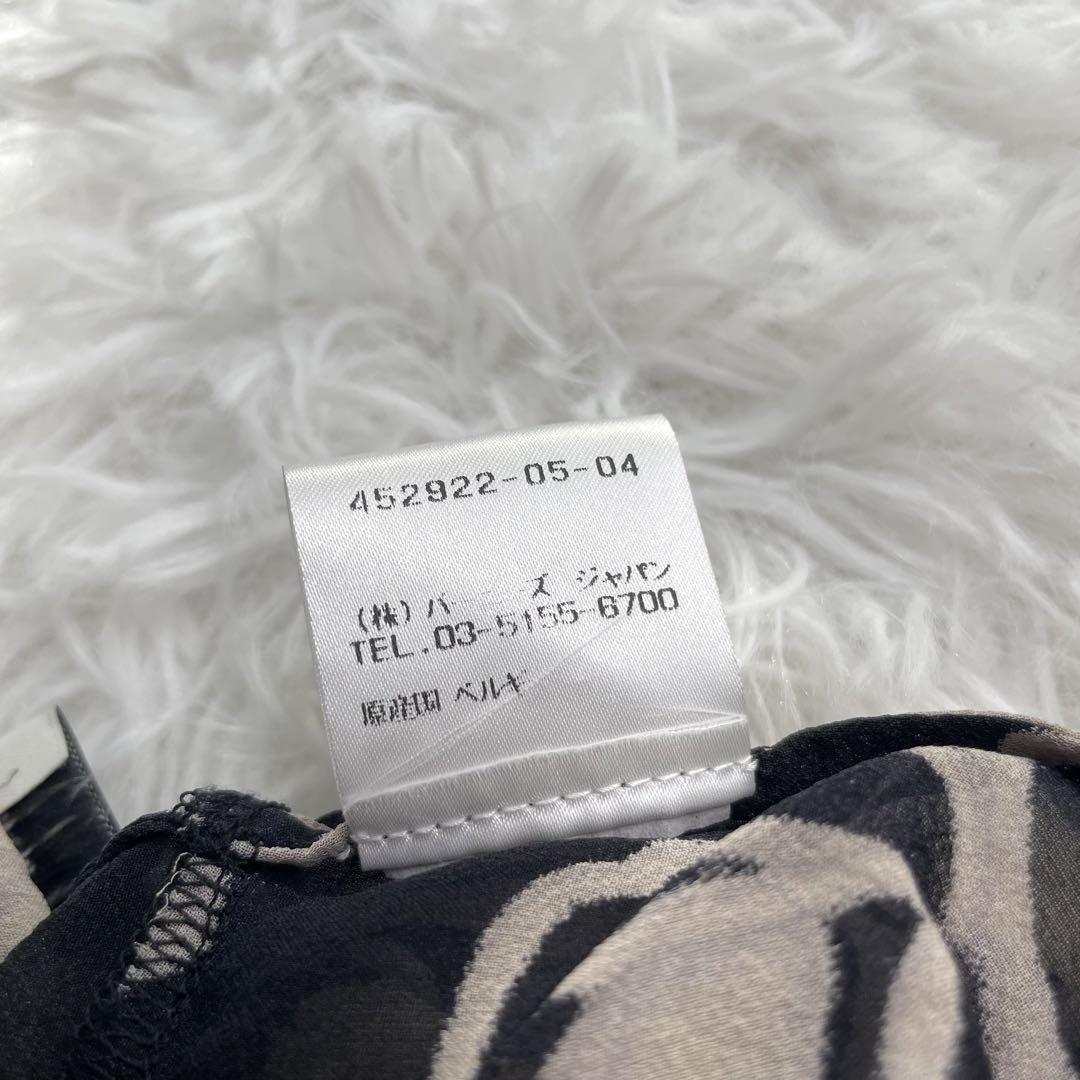 452922-05-04
(株) バーニーズ ジャパン
TEL.03-5155-6700
原産国 ベルギ